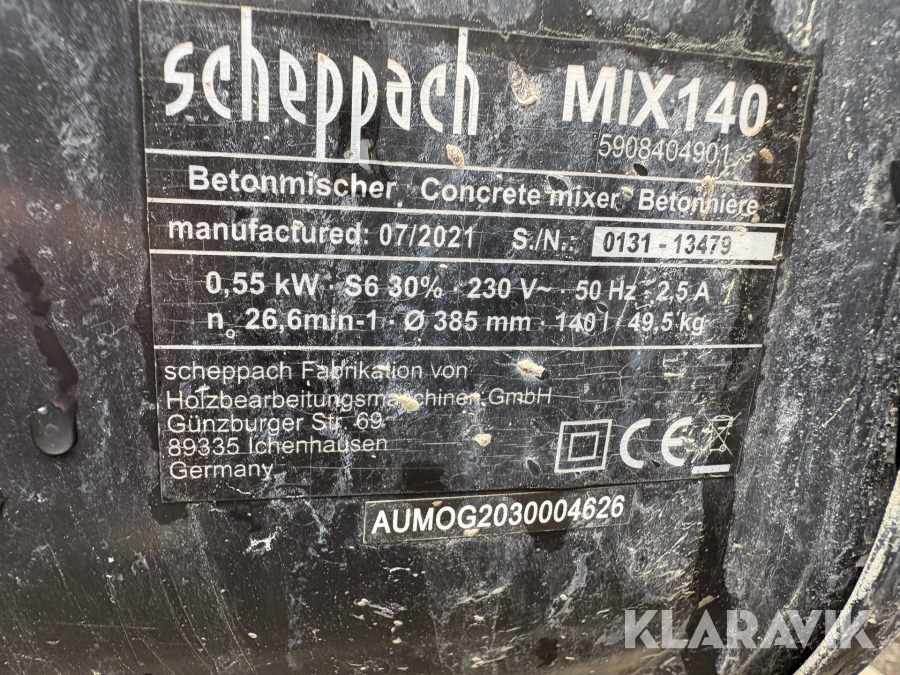 scheppach MIX140
5908404901
Betonmischer Concrete mixer Betonnière
manufactured: 07/2021 S./N.: 0131 - 13479
0,55 kW · S6 30% · 230 V~ · 50 Hz · 2.5 A
n₀ 26,6min-1 · Ø 385 mm · 140 l / 49.5 kg
scheppach Fabrikation von
Holzbearbeitungsmaschinen GmbH
Günzburger Str. 69
89335 Ichenhausen
Germany
CE
AUMOG2030004626
KLARAVIK